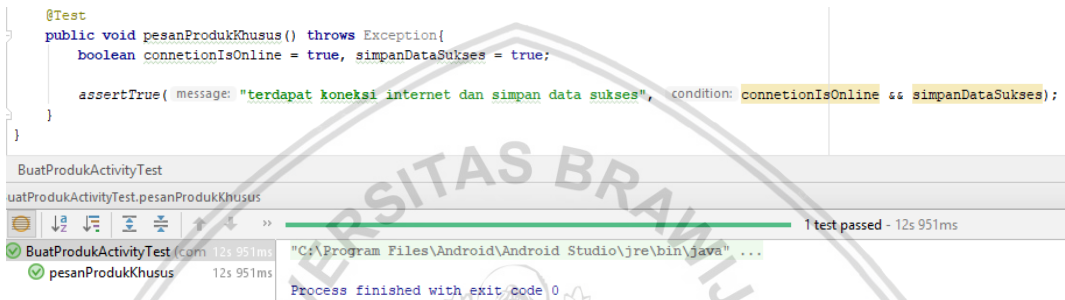 @Test
public void pesanProdukKhusus() throws Exception{
boolean connetionIsOnline = true, simpanDataSukses = true;
assertTrue( message: "terdapat koneksi internet dan simpan data sukses", condition: connetionIsOnline && simpanDataSukses);
}
}
BuatProdukActivityTest
uatProdukActivityTest.pesanProdukKhusus
1 test passed - 12s 951ms
BuatProdukActivityTest (com 12s 951ms
"C:\Program Files\Android\Android Studio\jre\bin\java" ...
pesanProdukKhusus 12s 951ms
Process finished with exit code 0
ERSITAS BRAWIJ